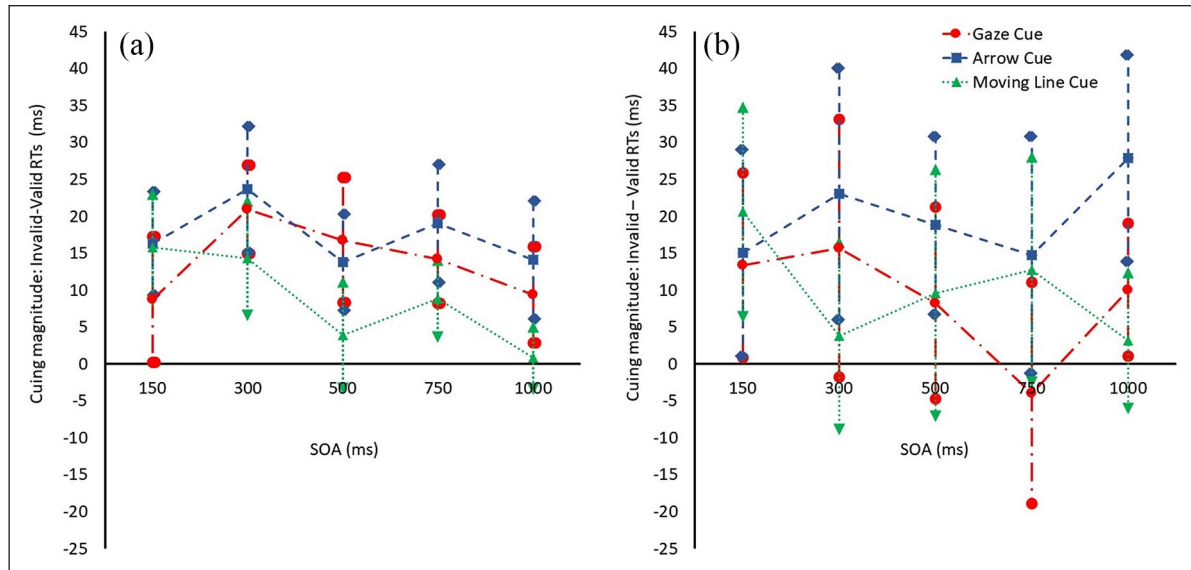 (a)
45
40
35
30
25
20
15
10
5
0
-5
-10
-15
-20
-25
Cuing magnitude: Invalid-Valid RTs (ms)
150 300 500 750 1000
SOA (ms)
(b)
Gaze Cue
Arrow Cue
Moving Line Cue
45
40
35
30
25
20
15
10
5
0
-5
-10
-15
-20
-25
Cuing magnitude: Invalid – Valid RTs (ms)
150 300 500 750 1000
SOA (ms)